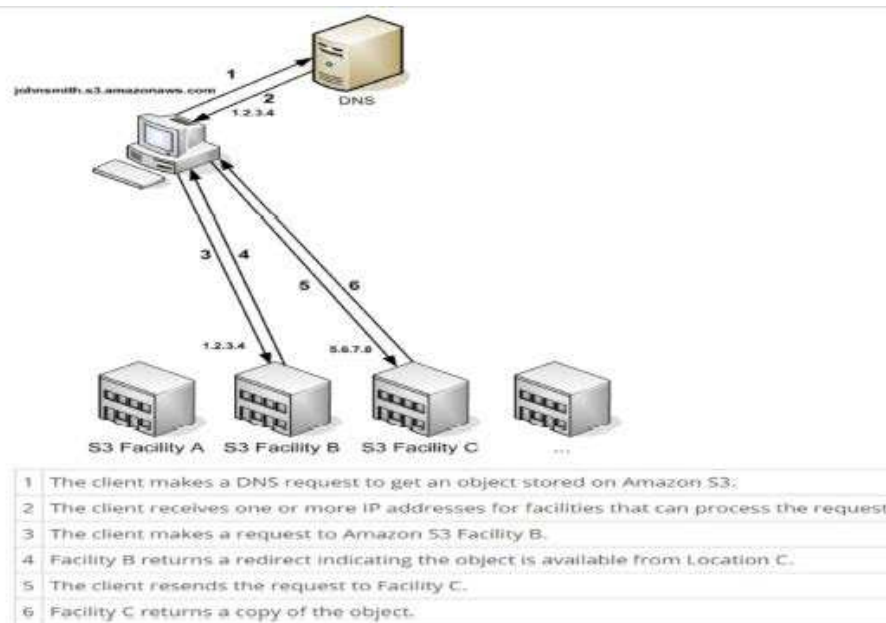 1
johnsmith.s3.amazonaws.com
2
1.2.3.4
DNS
3
4
5
6
1.2.3.4
5.6.7.8
S3 Facility A
S3 Facility B
S3 Facility C
...
1 The client makes a DNS request to get an object stored on Amazon S3.
2 The client receives one or more IP addresses for facilities that can process the request
3 The client makes a request to Amazon S3 Facility B.
4 Facility B returns a redirect indicating the object is available from Location C.
5 The client resends the request to Facility C.
6 Facility C returns a copy of the object.